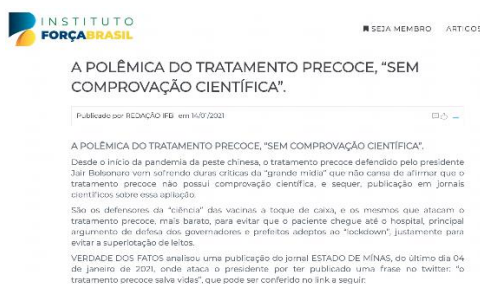 INSTITUTO
FORÇABRASIL
SEJA MEMBRO ARTIGOS
A POLÊMICA DO TRATAMENTO PRECOCE, “SEM
COMPROVAÇÃO CIENTÍFICA”.
Publicado por REDAÇÃO IFB em 14/01/2021
A POLÊMICA DO TRATAMENTO PRECOCE, “SEM COMPROVAÇÃO CIENTÍFICA”.
Desde o início da pandemia da peste chinesa, o tratamento precoce defendido pelo presidente
Jair Bolsonaro vem sofrendo duras críticas da “grande mídia” que não cansa de afirmar que o
tratamento precoce não possui comprovação científica, e sequer, publicação em jornais
científicos sobre essa aplicação.
São os defensores da “ciência” das vacinas a toque de caixa, e os mesmos que atacam o
tratamento precoce, mais barato, para evitar que o paciente chegue até o hospital, principal
argumento de defesa dos governadores e prefeitos adeptos ao “lockdown”, justamente para
evitar a superlotação de leitos.
VERDADE DOS FATOS analisou uma publicação do jornal ESTADO DE MINAS, do último dia 04
de janeiro de 2021, onde ataca o presidente por ter publicado uma frase no twitter: “o
tratamento precoce salva vidas”, que pode ser conferido no link a seguir: